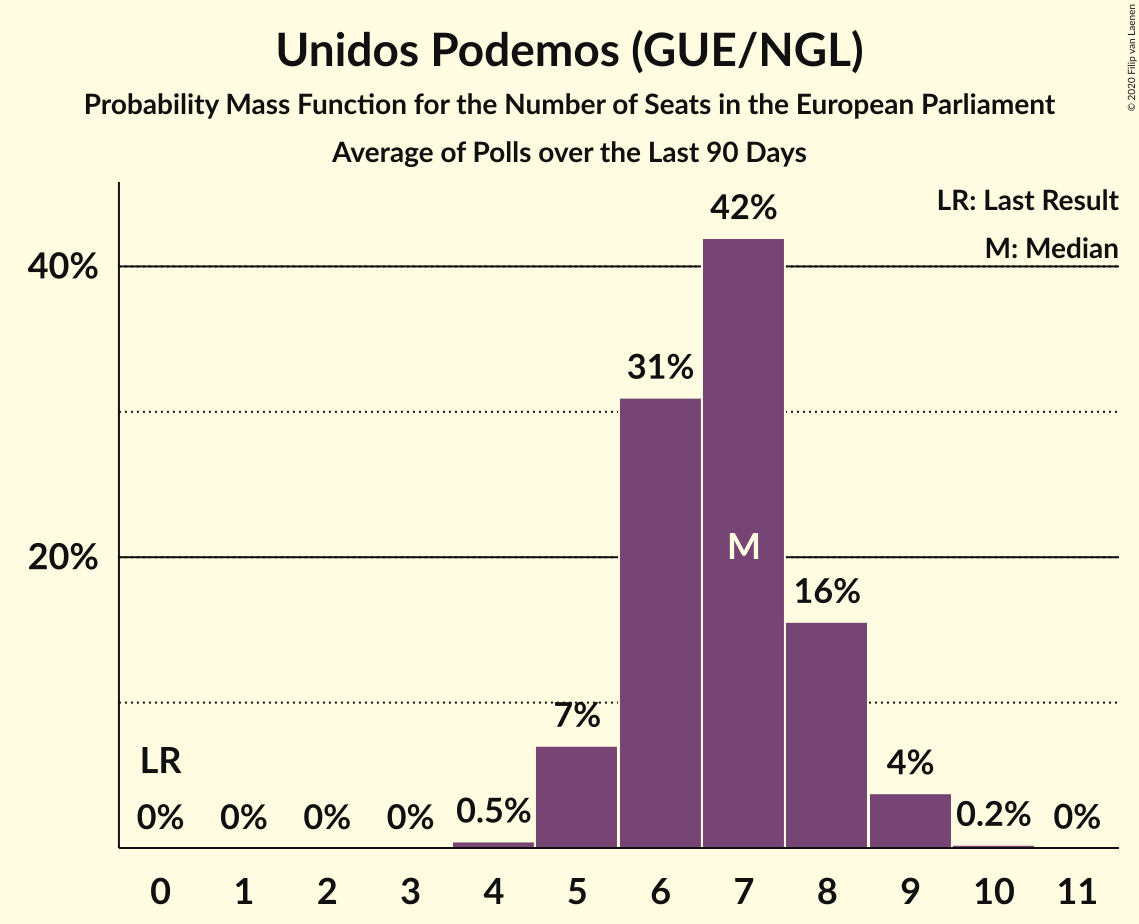 Unidos Podemos (GUE/NGL)
Probability Mass Function for the Number of Seats in the European Parliament
Average of Polls over the Last 90 Days
© 2020 Filip van Laenen
LR: Last Result
M: Median
40%
20%
42%
31%
M
16%
7%
4%
LR
0% 0% 0% 0% 0.5% 0.2% 0%
0 1 2 3 4 5 6 7 8 9 10 11